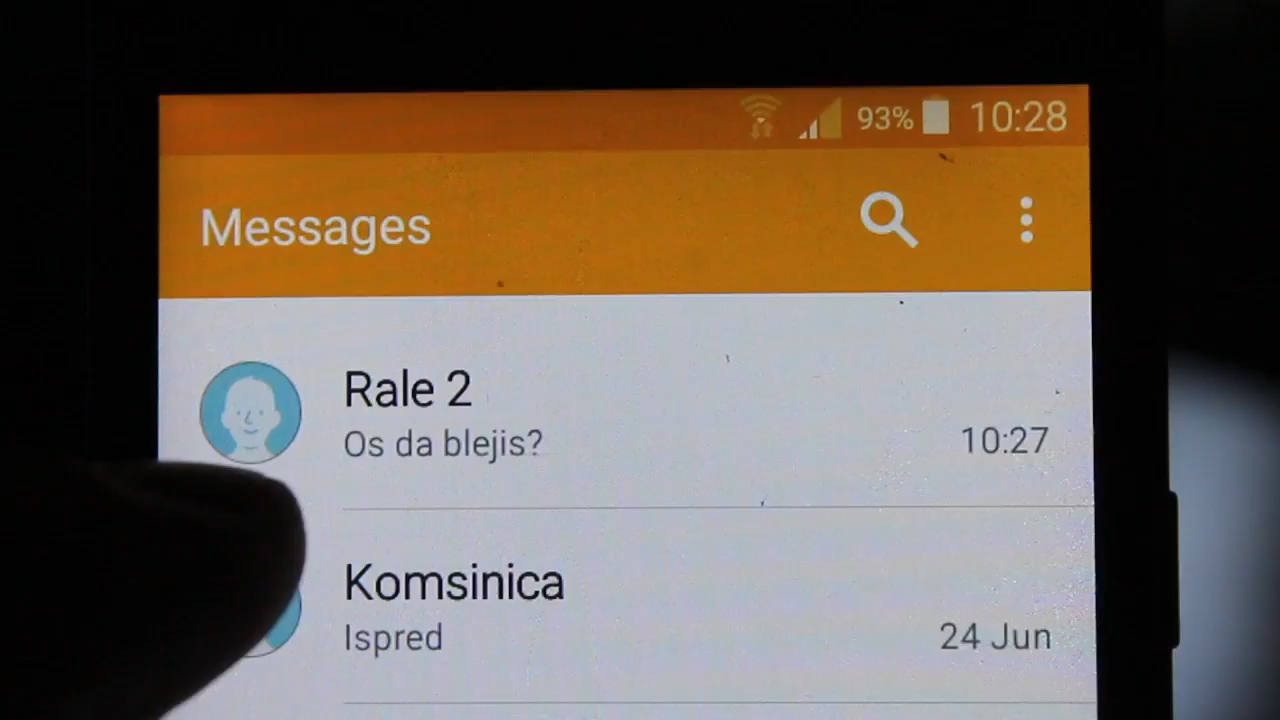 93% 10:28
Messages
Rale 2
Os da blejis?
10:27
Komsinica
Ispred
24 Jun